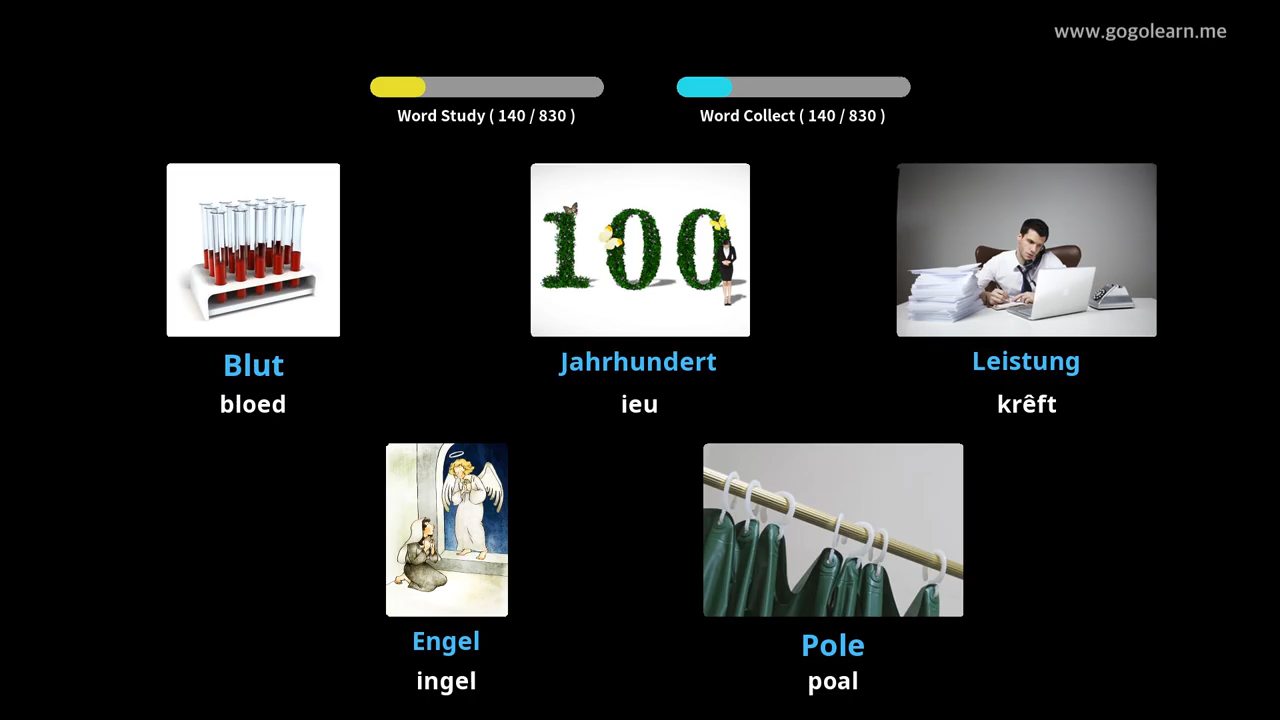 www.gogolearn.me
Word Study ( 140 / 830 )
Word Collect ( 140 / 830 )
100
Blut
bloed
Jahrhundert
ieu
Leistung
krêft
Engel
ingel
Pole
poal